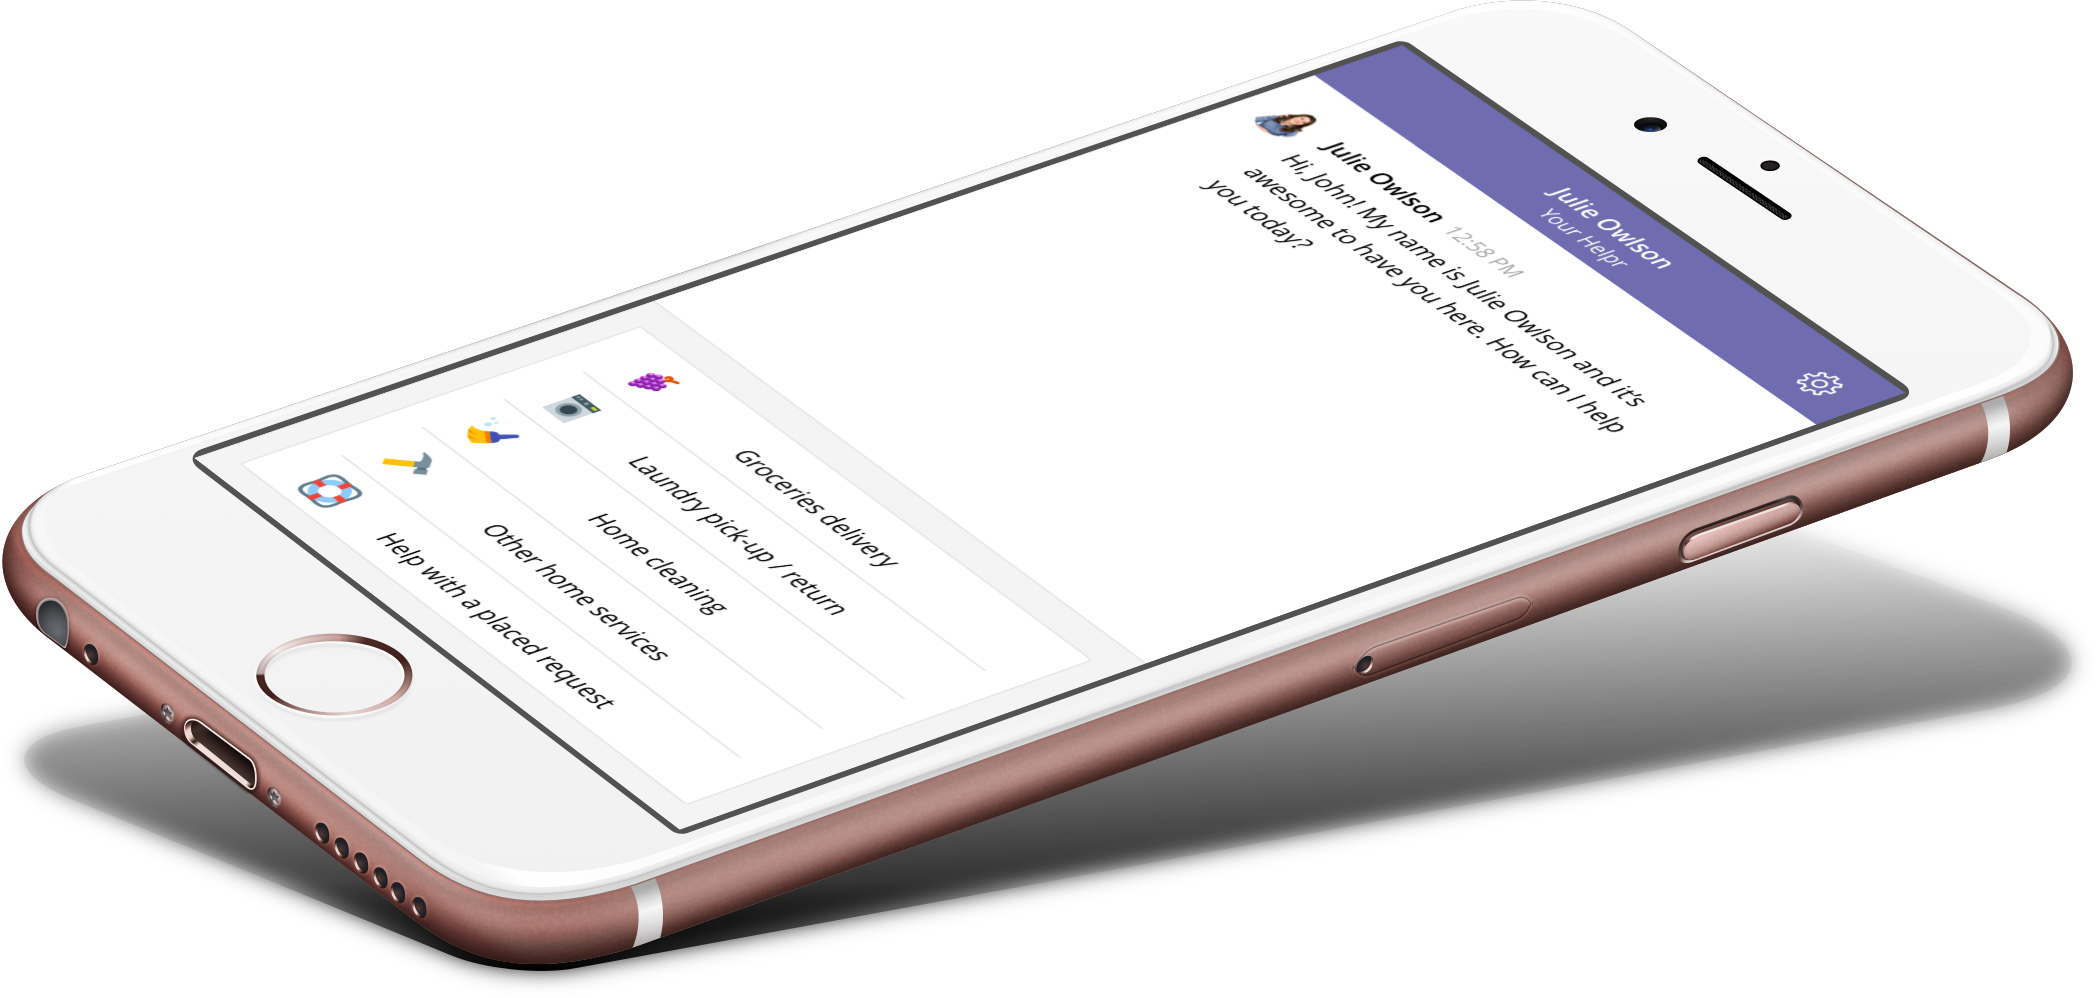 Julie Owlson
Your Helpr
Julie Owlson 12:58 PM
Hi, John! My name is Julie Owlson and it's
awesome to have you here. How can I help
you today?
Groceries delivery
Laundry pick-up / return
Home cleaning
Other home services
Help with a placed request